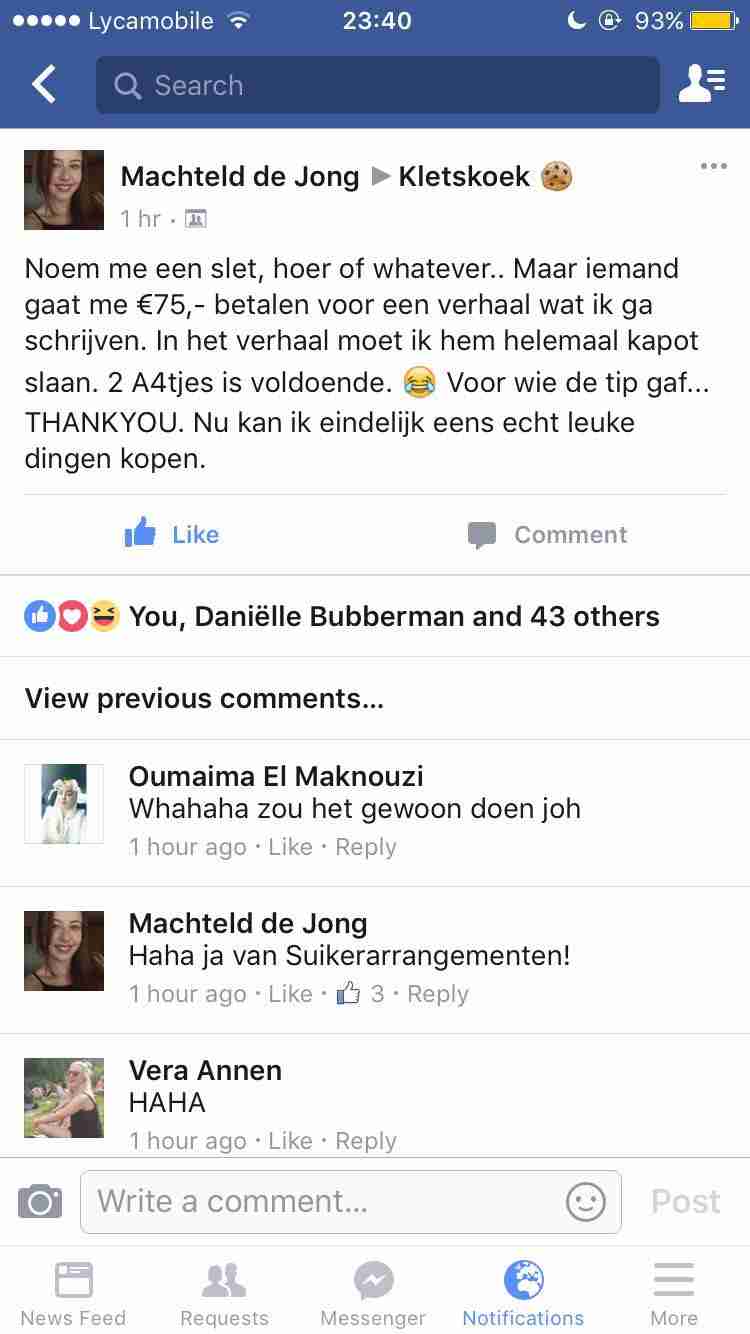 Lycamobile 23:40 93%
Search
Machteld de Jong ▶ Kletskoek 🍪
1 hr ·
Noem me een slet, hoer of whatever.. Maar iemand
gaat me €75,- betalen voor een verhaal wat ik ga
schrijven. In het verhaal moet ik hem helemaal kapot
slaan. 2 A4tjes is voldoende. 😂 Voor wie de tip gaf...
THANKYOU. Nu kan ik eindelijk eens echt leuke
dingen kopen.
Like Comment
You, Daniëlle Bubberman and 43 others
View previous comments...
Oumaima El Maknouzi
Whahaha zou het gewoon doen joh
1 hour ago · Like · Reply
Machteld de Jong
Haha ja van Suikerarrangementen!
1 hour ago · Like · 3 · Reply
Vera Annen
HAHA
1 hour ago · Like · Reply
Write a comment... Post
News Feed Requests Messenger Notifications More